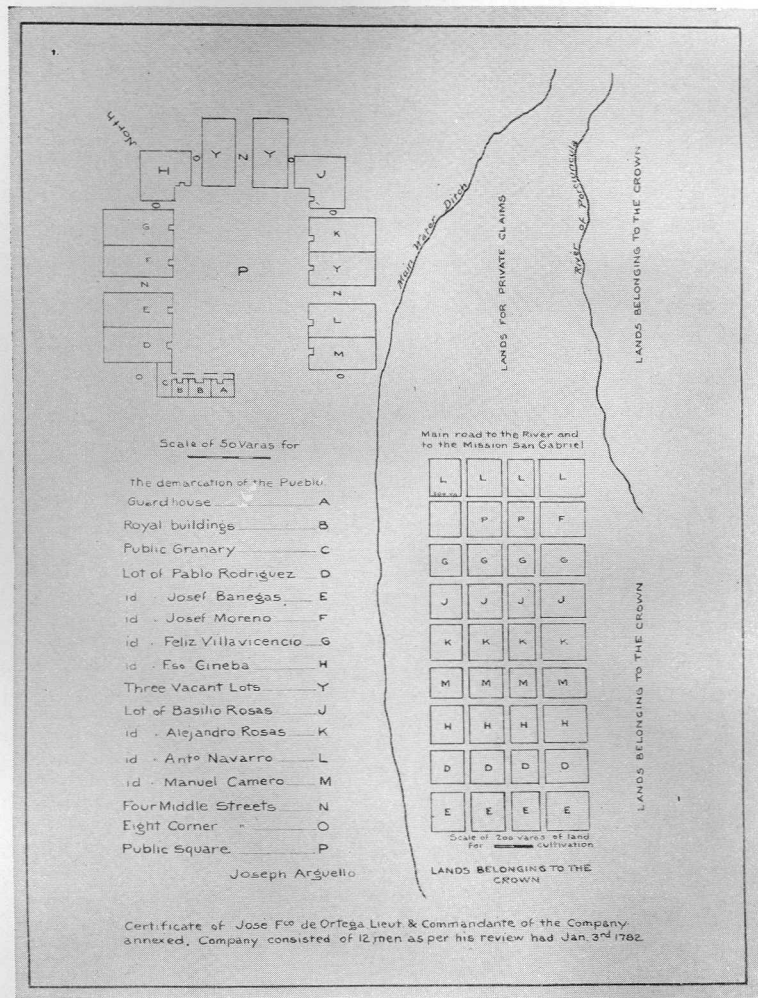 1.
North
H
O
Y
N
Y
O
J
O
O
G
F
N
E
D
O
P
K
Y
N
L
M
O
C
B
B
A
Main Water Ditch
LANDS FOR PRIVATE CLAIMS
River of Portiuncula
LANDS BELONGING TO THE CROWN
Scale of 50 Varas for
The demarcation of the Pueblo.
Guard house A
Royal buildings B
Public Granary C
Lot of Pablo Rodriguez D
id - Josef Banegas E
id - Josef Moreno F
id - Feliz Villavicencio G
id - Fso Gineba H
Three Vacant Lots Y
Lot of Basilio Rosas J
id - Alejandro Rosas K
id - Anto Navarro L
id - Manuel Camero M
Four Middle Streets N
Eight Corner " O
Public Square P
Joseph Arguello
Main road to the River and
to the Mission San Gabriel
L L L L
P P F
G G G G
J J J J
K K K K
M M M M
H H H H
D D D D
E E E E
Scale of 200 varas of land
for cultivation
LANDS BELONGING TO THE CROWN
LANDS BELONGING TO THE
CROWN
Certificate of Jose Fco de Ortega Lieut. & Commandante of the Company
annexed. Company consisted of 12 men as per his review had Jan. 3rd 1782